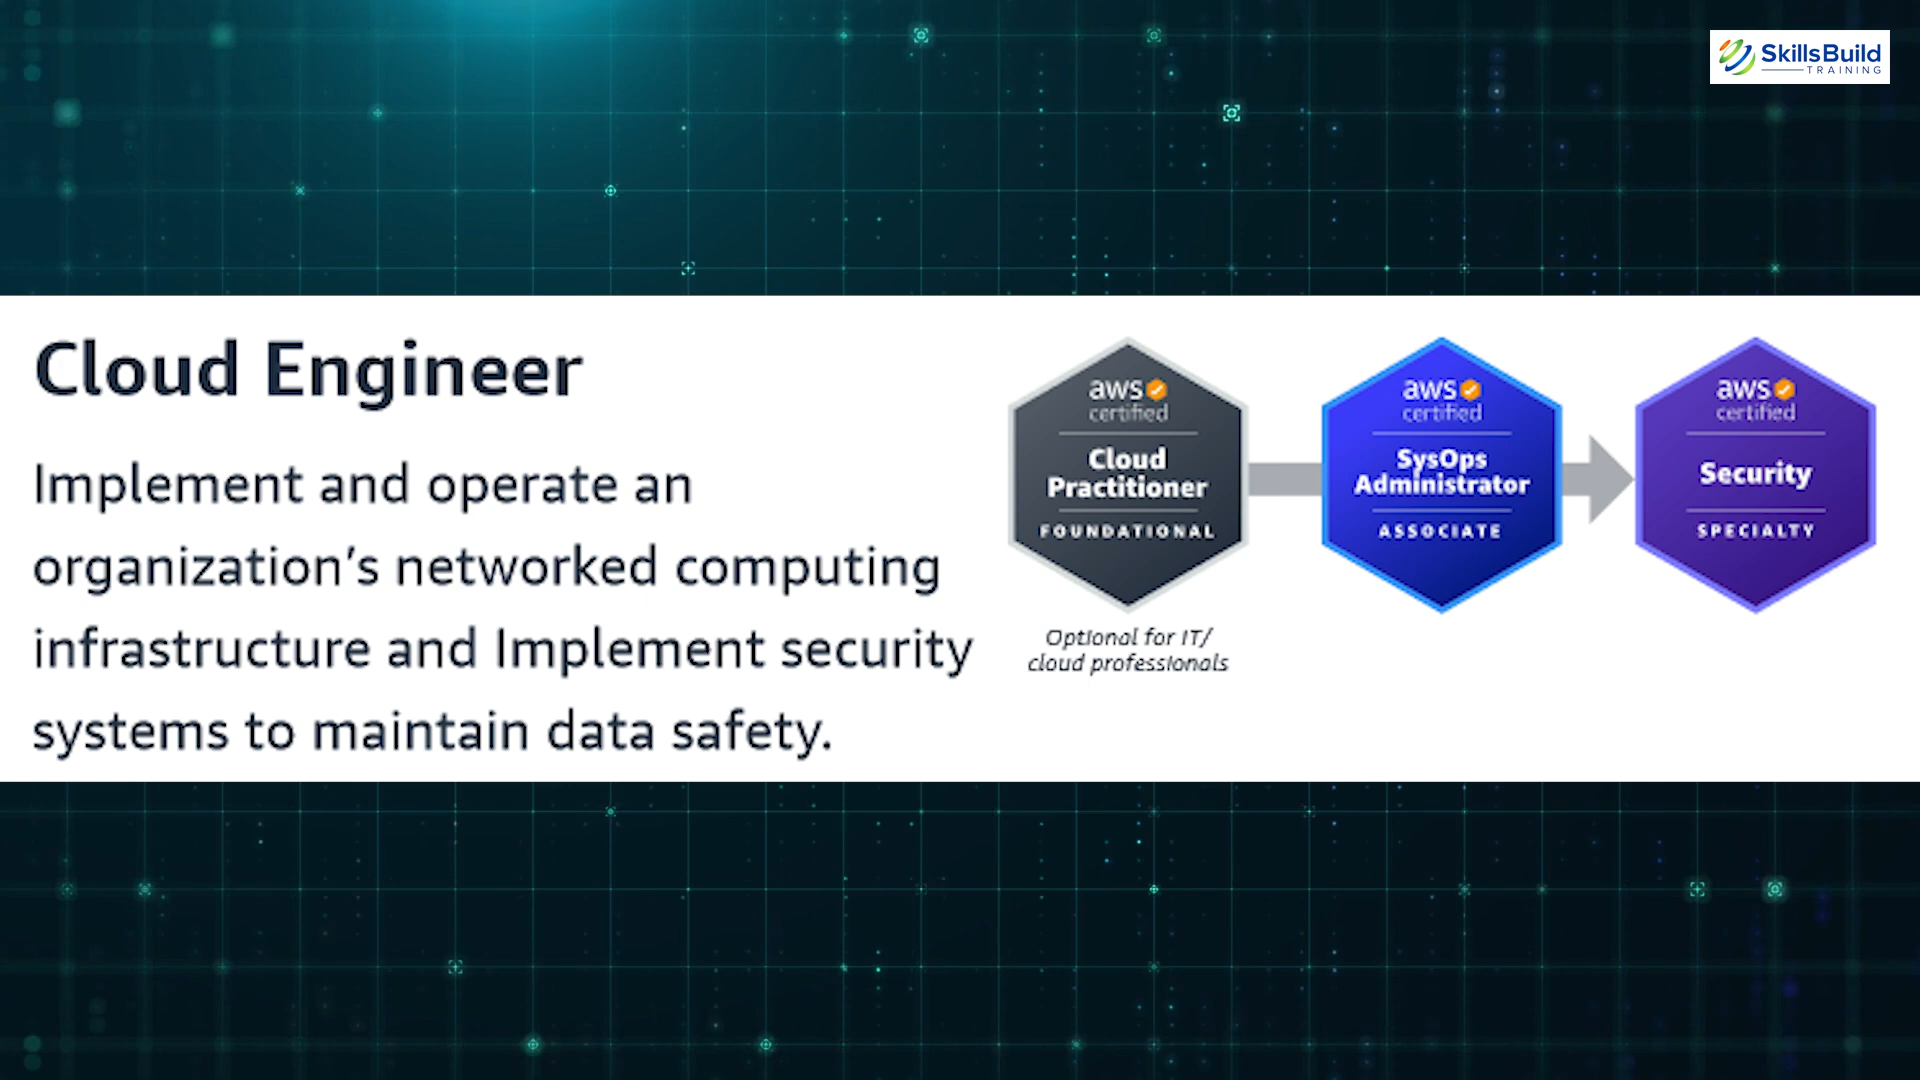 SkillsBuild
TRAINING
Cloud Engineer
Implement and operate an
organization’s networked computing
infrastructure and Implement security
systems to maintain data safety.
aws
certified
Cloud
Practitioner
FOUNDATIONAL
Optional for IT/
cloud professionals
aws
certified
SysOps
Administrator
ASSOCIATE
aws
certified
Security
SPECIALTY